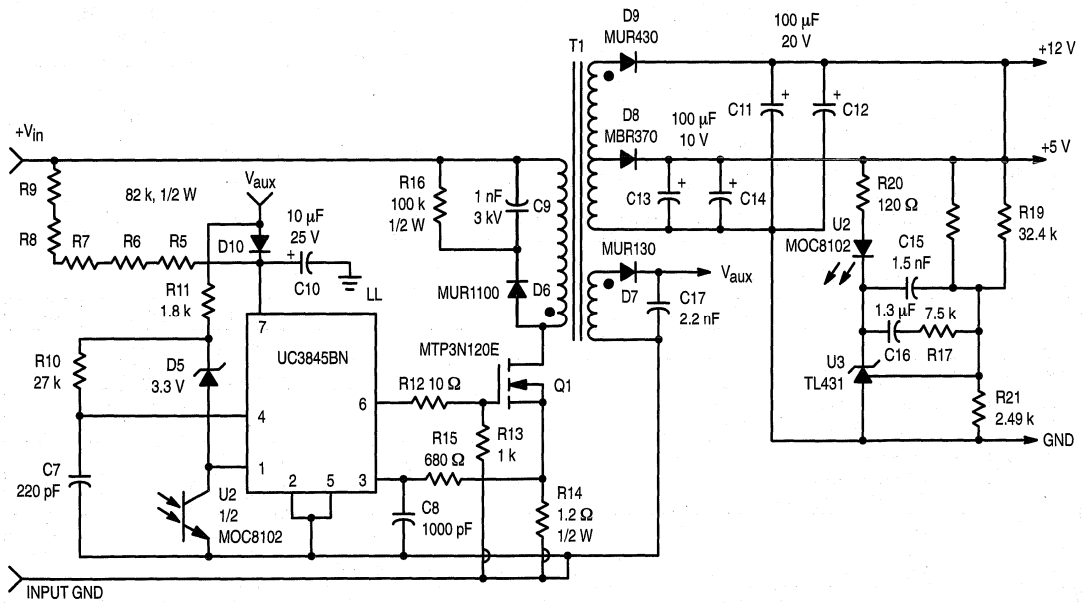 D9
MUR430
100 µF
20 V
T1
+12 V
C11
+
C12
+
D8
MBR370
100 µF
10 V
+5 V
C13
+
C14
+
+Vin
R9
R8
82 k, 1/2 W
R7
R6
R5
Vaux
D10
10 µF
25 V
+
C10
LL
R16
100 k
1/2 W
1 nF
3 kV
C9
MUR1100
D6
MUR130
D7
Vaux
C17
2.2 nF
R20
120 Ω
U2
MOC8102
C15
1.5 nF
R19
32.4 k
1.3 µF
C16
7.5 k
R17
U3
TL431
R21
2.49 k
GND
R11
1.8 k
R10
27 k
D5
3.3 V
7
UC3845BN
4
1
2
5
3
6
MTP3N120E
Q1
R12 10 Ω
R13
1 k
R15
680 Ω
C8
1000 pF
R14
1.2 Ω
1/2 W
C7
220 pF
U2
1/2
MOC8102
INPUT GND